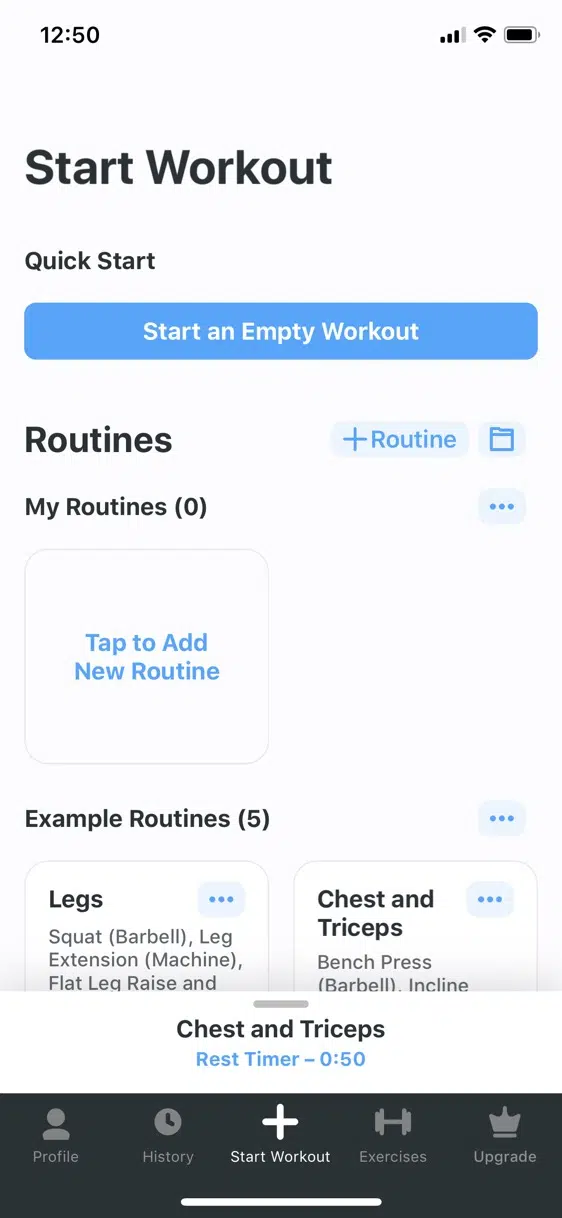 12:50
Start Workout
Quick Start
Start an Empty Workout
Routines
+Routine
My Routines (0)
Tap to Add
New Routine
Example Routines (5)
Legs
Squat (Barbell), Leg
Extension (Machine),
Flat Leg Raise and
Chest and
Triceps
Bench Press
(Barbell), Incline
Chest and Triceps
Rest Timer – 0:50
Profile
History
Start Workout
Exercises
Upgrade